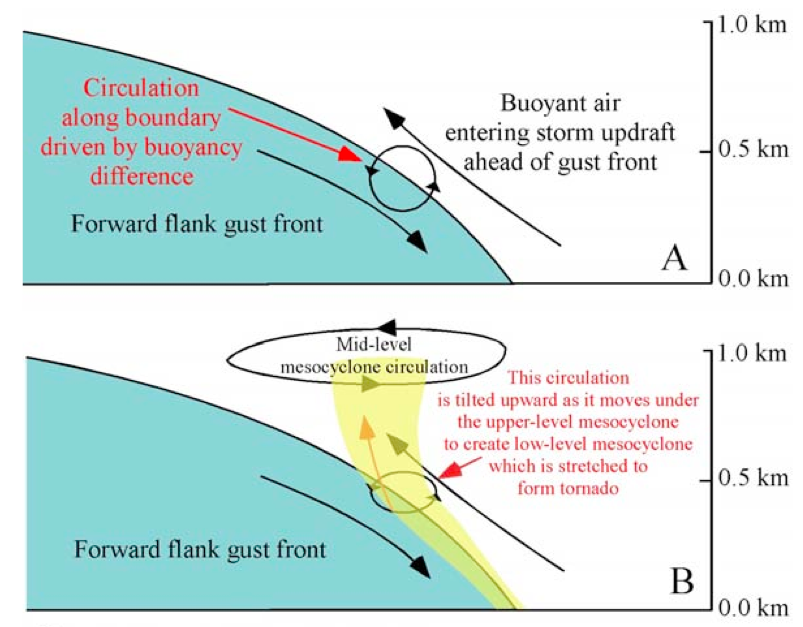 1.0 km
Circulation
along boundary
driven by buoyancy
difference
Buoyant air
entering storm updraft
ahead of gust front
0.5 km
Forward flank gust front
A
0.0 km
Mid-level
mesocyclone circulation
1.0 km
This circulation
is tilted upward as it moves under
the upper-level mesocyclone
to create low-level mesocyclone
which is stretched to
form tornado
0.5 km
Forward flank gust front
B
0.0 km